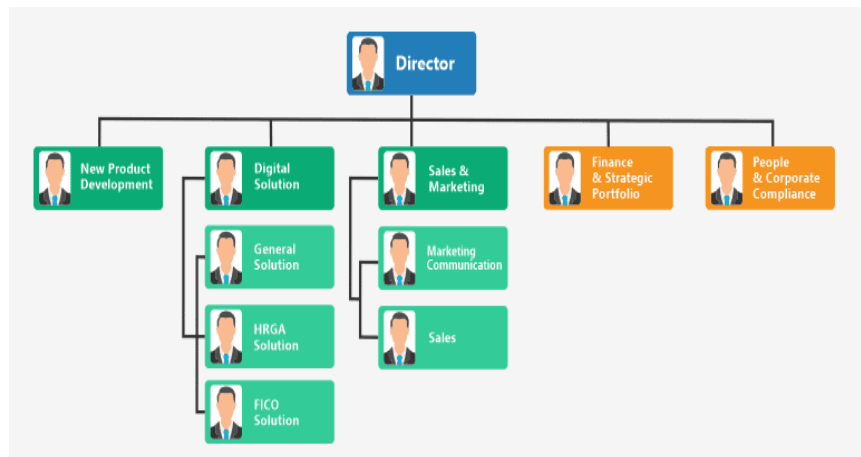 Director
New Product
Development
Digital
Solution
Sales &
Marketing
Finance
& Strategic
Portfolio
People
& Corporate
Compliance
General
Solution
Marketing
Communication
HRGA
Solution
Sales
FICO
Solution